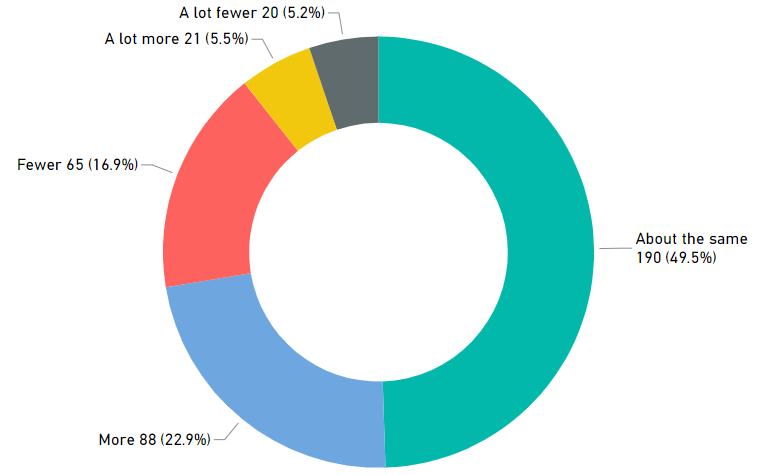 A lot fewer 20 (5.2%)
A lot more 21 (5.5%)
Fewer 65 (16.9%)
About the same
190 (49.5%)
More 88 (22.9%)